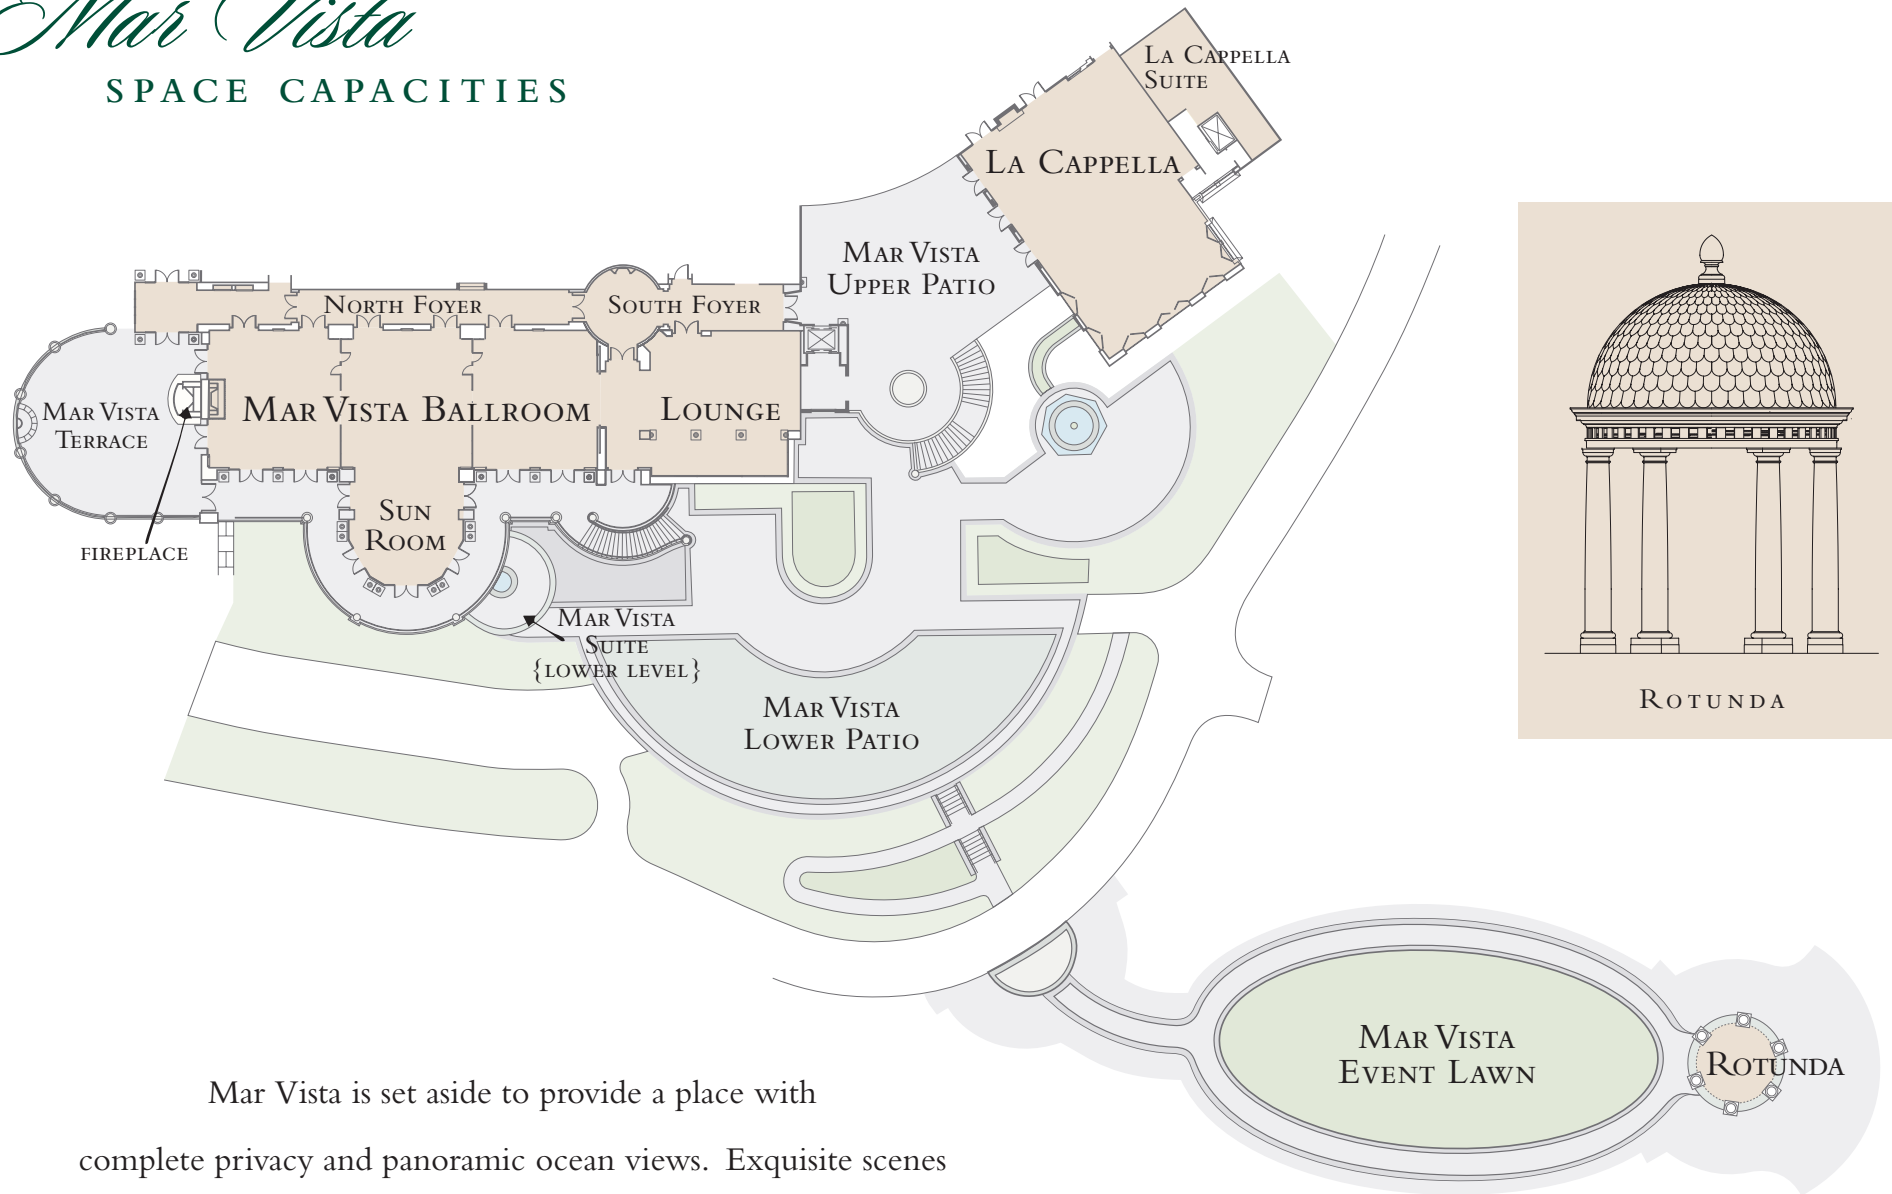 Mar Vista
SPACE CAPACITIES
LA CAPPELLA
SUITE
LA CAPPELLA
MAR VISTA
UPPER PATIO
NORTH FOYER
SOUTH FOYER
MAR VISTA
TERRACE
MAR VISTA BALLROOM
LOUNGE
SUN
ROOM
FIREPLACE
MAR VISTA
SUITE
{LOWER LEVEL}
MAR VISTA
LOWER PATIO
ROTUNDA
MAR VISTA
EVENT LAWN
ROTUNDA
Mar Vista is set aside to provide a place with
complete privacy and panoramic ocean views. Exquisite scenes